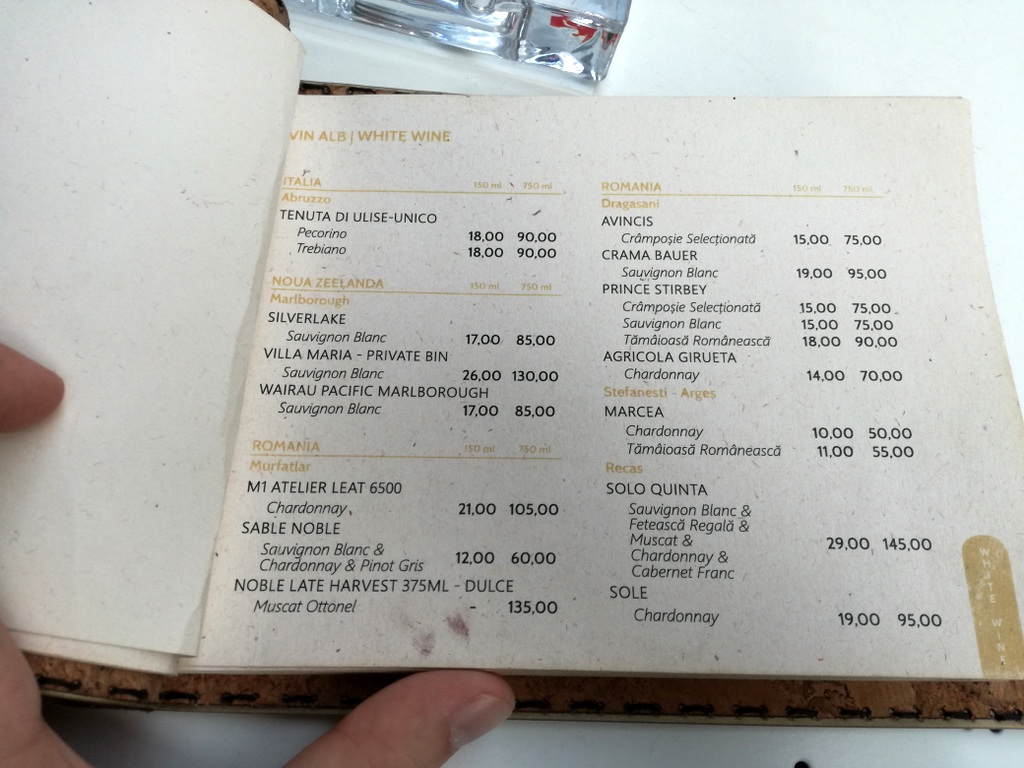 VIN ALB | WHITE WINE
ITALIA 150 ml 750 ml
Abruzzo
TENUTA DI ULISE-UNICO
Pecorino 18,00 90,00
Trebiano 18,00 90,00
NOUA ZEELANDA 150 ml 750 ml
Marlborough
SILVERLAKE
Sauvignon Blanc 17,00 85,00
VILLA MARIA - PRIVATE BIN
Sauvignon Blanc 26,00 130,00
WAIRAU PACIFIC MARLBOROUGH
Sauvignon Blanc 17,00 85,00
ROMANIA 150 ml 750 ml
Murfatlar
M1 ATELIER LEAT 6500
Chardonnay 21,00 105,00
SABLE NOBLE
Sauvignon Blanc &
Chardonnay & Pinot Gris 12,00 60,00
NOBLE LATE HARVEST 375ML - DULCE
Muscat Ottonel - 135,00
ROMANIA 150 ml 750 ml
Dragasani
AVINCIS
Crâmpoșie Selecționată 15,00 75,00
CRAMA BAUER
Sauvignon Blanc 19,00 95,00
PRINCE STIRBEY
Crâmpoșie Selecționată 15,00 75,00
Sauvignon Blanc 15,00 75,00
Tămâioasă Românească 18,00 90,00
AGRICOLA GIRUETA
Chardonnay 14,00 70,00
Stefanesti - Argeș
MARCEA
Chardonnay 10,00 50,00
Tămâioasă Românească 11,00 55,00
Recas
SOLO QUINTA
Sauvignon Blanc &
Fetească Regală &
Muscat &
Chardonnay &
Cabernet Franc 29,00 145,00
SOLE
Chardonnay 19,00 95,00
WHITE WINE